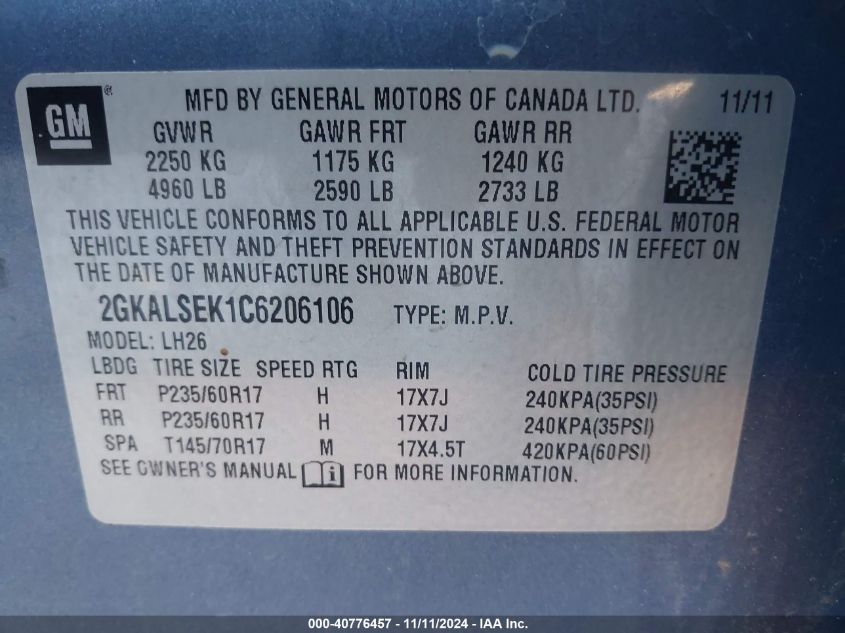 GM ® MFD BY GENERAL MOTORS OF CANADA LTD. 11/11
GVWR GAWR FRT GAWR RR
2250 KG 1175 KG 1240 KG
4960 LB 2590 LB 2733 LB
THIS VEHICLE CONFORMS TO ALL APPLICABLE U.S. FEDERAL MOTOR
VEHICLE SAFETY AND THEFT PREVENTION STANDARDS IN EFFECT ON
THE DATE OF MANUFACTURE SHOWN ABOVE.
2GKALSEK1C6206106 TYPE: M.P.V.
MODEL: LH26
LBDG TIRE SIZE SPEED RTG RIM COLD TIRE PRESSURE
FRT P235/60R17 H 17X7J 240KPA(35PSI)
RR P235/60R17 H 17X7J 240KPA(35PSI)
SPA T145/70R17 M 17X4.5T 420KPA(60PSI)
SEE OWNER'S MANUAL i FOR MORE INFORMATION.
000-40776457 - 11/11/2024 - IAA Inc.